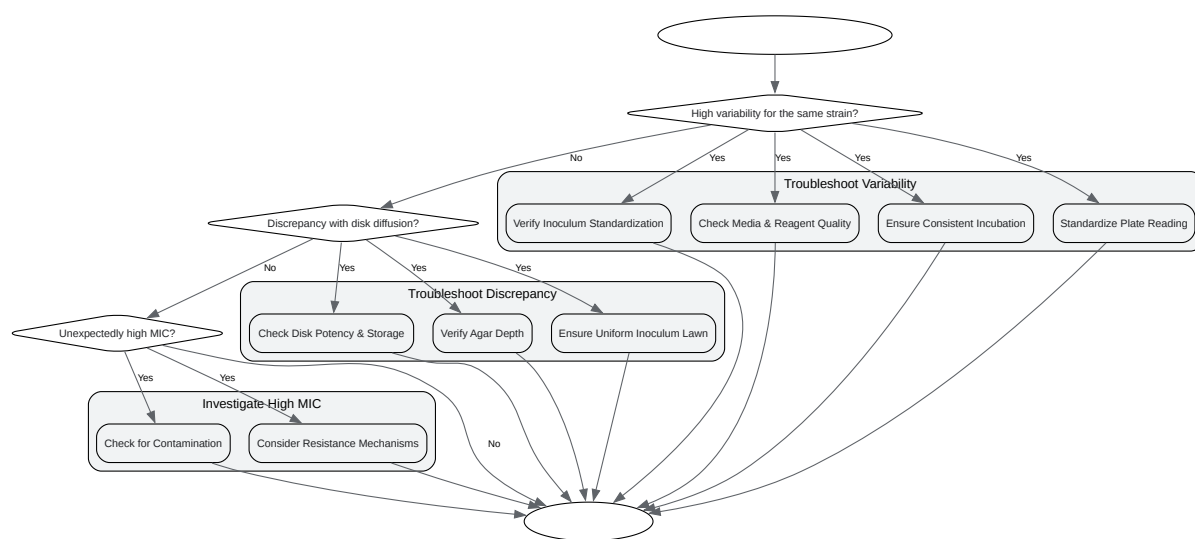 High variability for the same strain?
No
Yes
Yes
Yes
Yes
Troubleshoot Variability
Verify Inoculum Standardization
Check Media & Reagent Quality
Ensure Consistent Incubation
Standardize Plate Reading
Discrepancy with disk diffusion?
No
Yes
Yes
Yes
Troubleshoot Discrepancy
Check Disk Potency & Storage
Verify Agar Depth
Ensure Uniform Inoculum Lawn
Unexpectedly high MIC?
Yes
Yes
No
Investigate High MIC
Check for Contamination
Consider Resistance Mechanisms